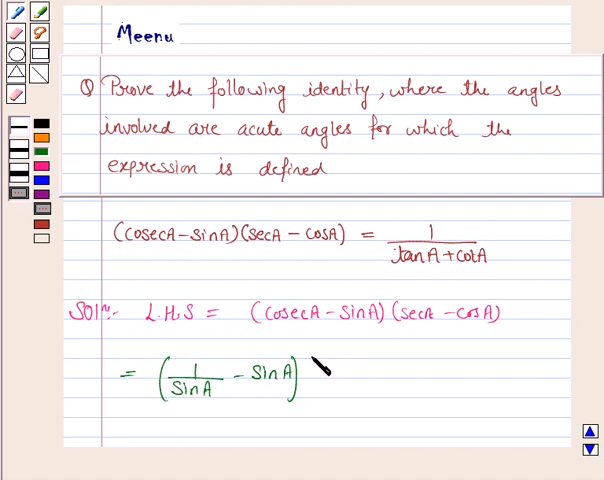 Meenu
Q Prove the following identity, where the angles
involved are acute angles for which the
expression is defined
(cosecA - sinA)(secA - cosA) = 1/(tanA + cotA)
Solⁿ:- L.H.S = (cosecA - sinA)(secA - cosA)
= (1/sinA - sinA)